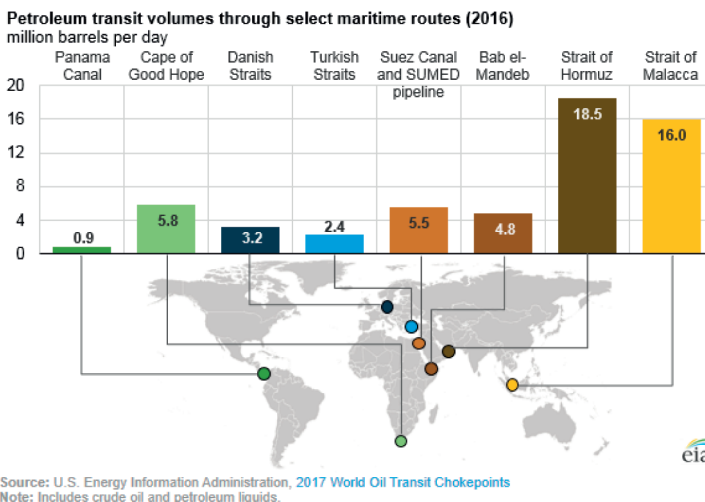 Petroleum transit volumes through select maritime routes (2016)
million barrels per day
Panama Canal
Cape of Good Hope
Danish Straits
Turkish Straits
Suez Canal and SUMED pipeline
Bab el-Mandeb
Strait of Hormuz
Strait of Malacca
20
16
12
8
4
0
0.9
5.8
3.2
2.4
5.5
4.8
18.5
16.0
eia
Source: U.S. Energy Information Administration, 2017 World Oil Transit Chokepoints
Note: Includes crude oil and petroleum liquids.